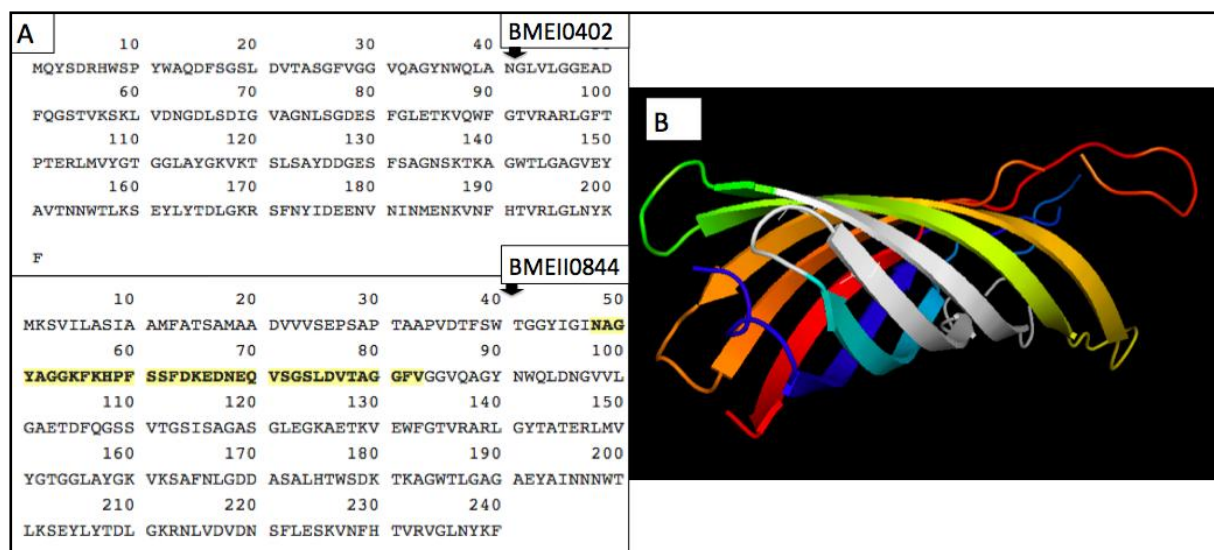 A
BMEI0402
10 20 30 40
MQYSDRHWSP YWAQDFSGSL DVTASGFVGG VQAGYNWQLA NGLVLGGEAD
60 70 80 90 100
FQGSTVKSKL VDNGDLSDIG VAGNLSGDES FGLETKVQWF GTVRARLGFT
110 120 130 140 150
PTERLMVYGT GGLAYGKVKT SLSAYDDGES FSAGNSKTKA GWTLGAGVEY
160 170 180 190 200
AVTNNWTLKS EYLYTDLGKR SFNYIDEENV NINMENKVNF HTVRLGLNYK
F
BMEII0844
10 20 30 40 50
MKSVILASIA AMFATSAMAA DVVVSEPSAP TAAPVDTFSW TGGYIGINAG
60 70 80 90 100
YAGGKFKHPF SSFDKEDNEQ VSGSLDVTAG GFVGGVQAGY NWQLDNGVVL
110 120 130 140 150
GAETDFQGSS VTGSISAGAS GLEGKAETKV EWFGTVRARL GYTATERLMV
160 170 180 190 200
YGTGGLAYGK VKSAFNLGDD ASALHTWSDK TKAGWTLGAG AEYAINNNWT
210 220 230 240
LKSEYLYTDL GKRNLVDVDN SFLESKVNFH TVRVGLNYKF
B